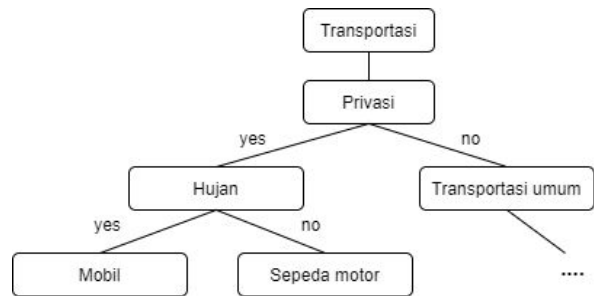 Transportasi
Privasi
yes
no
Hujan
Transportasi umum
yes
no
Mobil
Sepeda motor
....